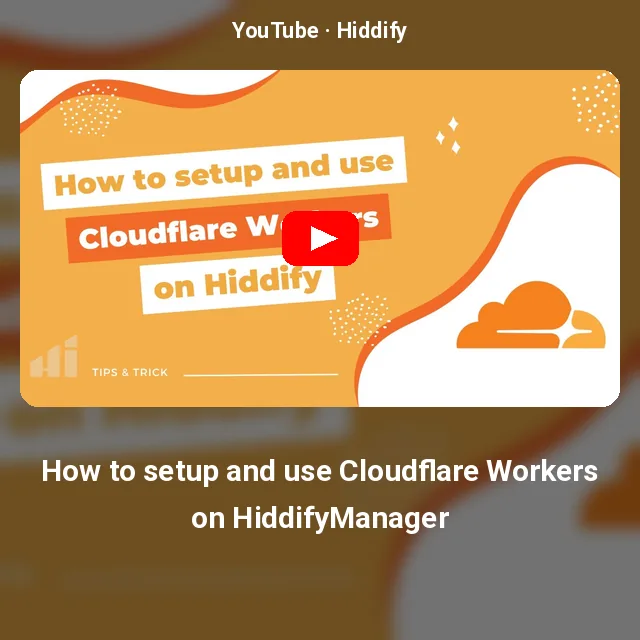 YouTube · Hiddify
How to setup and use
Cloudflare W
rs
on Hiddify
Hi
TIPS & TRICK
How to setup and use Cloudflare Workers
on HiddifyManager